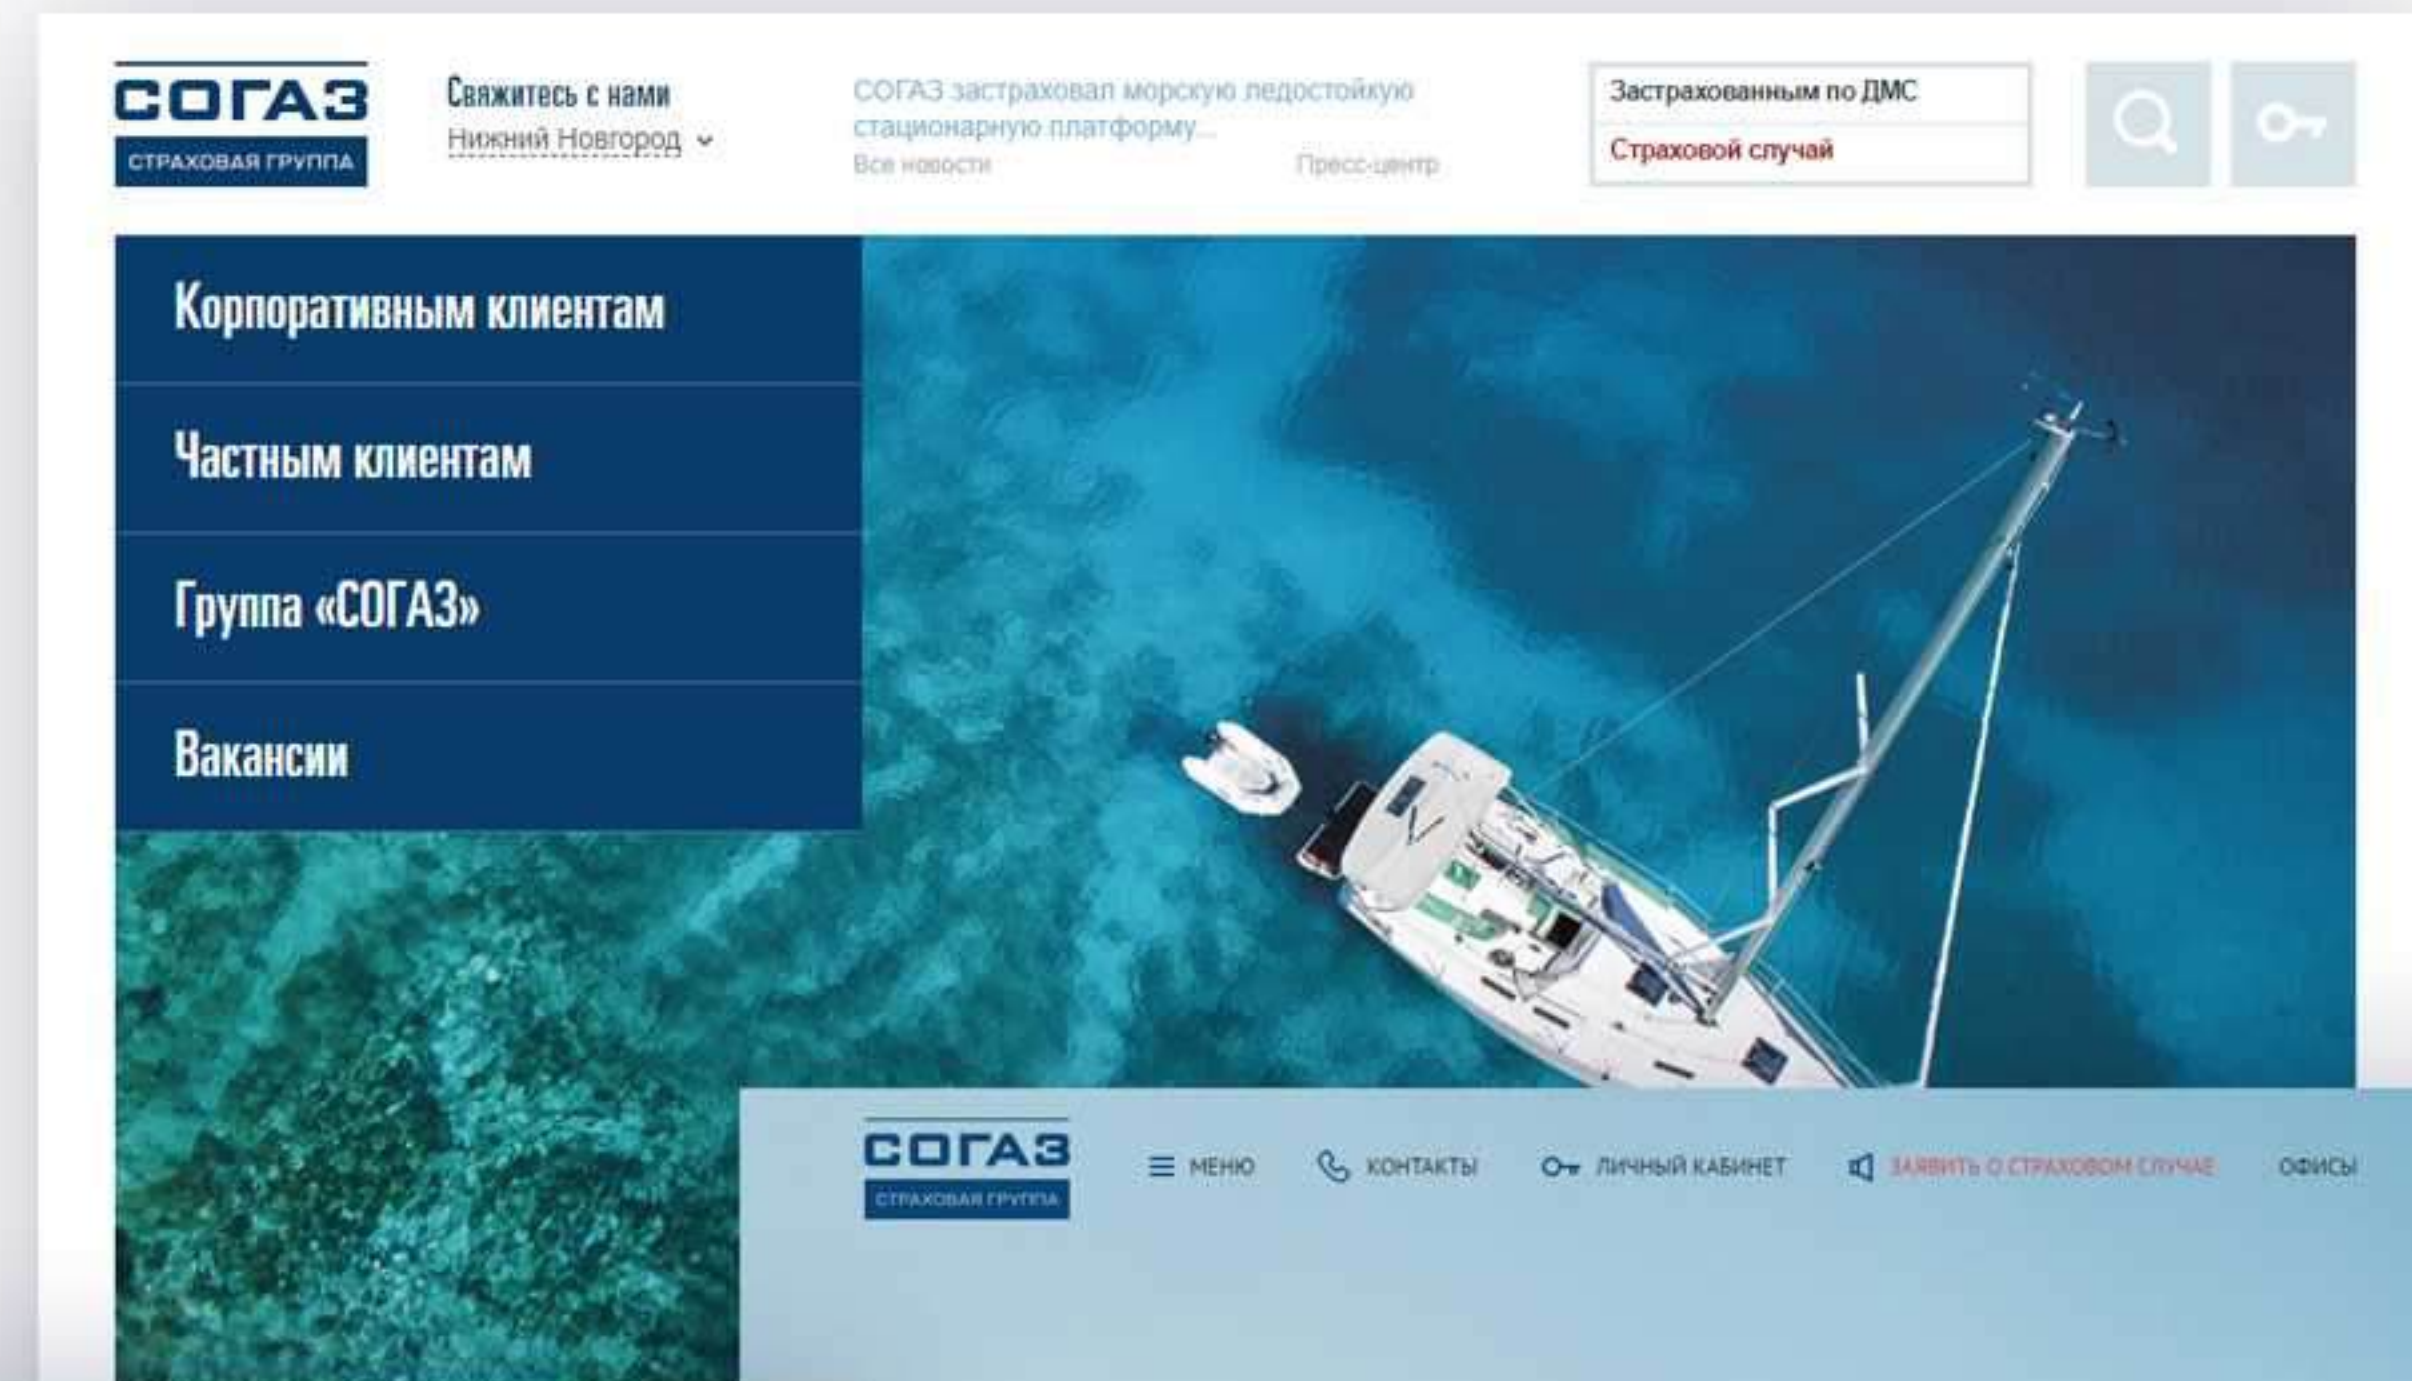 СОГАЗ
СТРАХОВАЯ ГРУППА
Свяжитесь с нами
Нижний Новгород
СОГАЗ застраховал морскую ледостойкую
стационарную платформу...
Все новости
Пресс-центр
Застрахованным по ДМС
Страховой случай
Корпоративным клиентам
Частным клиентам
Группа «СОГАЗ»
Вакансии
СОГАЗ
СТРАХОВАЯ ГРУППА
МЕНЮ
КОНТАКТЫ
ЛИЧНЫЙ КАБИНЕТ
ЗАЯВИТЬ О СТРАХОВОМ СЛУЧАЕ
ОФИСЫ